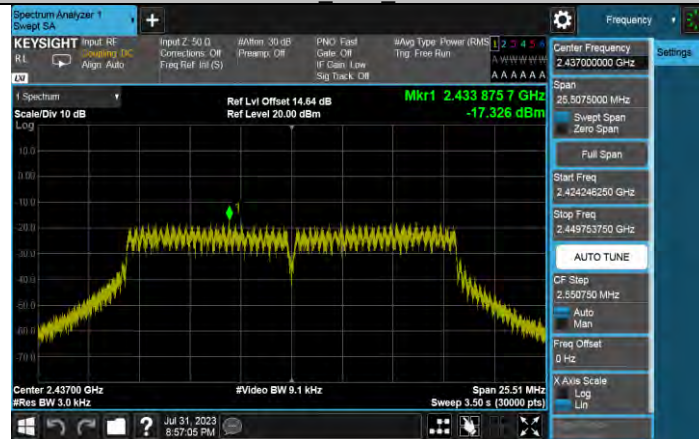 Spectrum Analyzer 1
Swept SA
+
Frequency
KEYSIGHT
RL
LXI
Input: RF
Coupling: DC
Align: Auto
Input Z: 50 Ω
Corrections: Off
Freq Ref: Int (S)
#Atten: 30 dB
Preamp: Off
PNO: Fast
Gate: Off
IF Gain: Low
Sig Track: Off
#Avg Type: Power (RMS
Trig: Free Run
1 2 3 4 5 6
A W W W W W
A A A A A A
1 Spectrum
Scale/Div 10 dB
Ref Lvl Offset 14.64 dB
Ref Level 20.00 dBm
Mkr1 2.433 875 7 GHz
-17.326 dBm
Log
10.0
0.00
-10.0
-20.0
-30.0
-40.0
-50.0
-60.0
-70.0
1
Center 2.43700 GHz
#Res BW 3.0 kHz
#Video BW 9.1 kHz
Span 25.51 MHz
Sweep 3.50 s (30000 pts)
Center Frequency
2.437000000 GHz
Settings
Span
25.5075000 MHz
Swept Span
Zero Span
Full Span
Start Freq
2.424246250 GHz
Stop Freq
2.449753750 GHz
AUTO TUNE
CF Step
2.550750 MHz
Auto
Man
Freq Offset
0 Hz
X Axis Scale
Log
Lin
?
Jul 31, 2023
8:57:05 PM